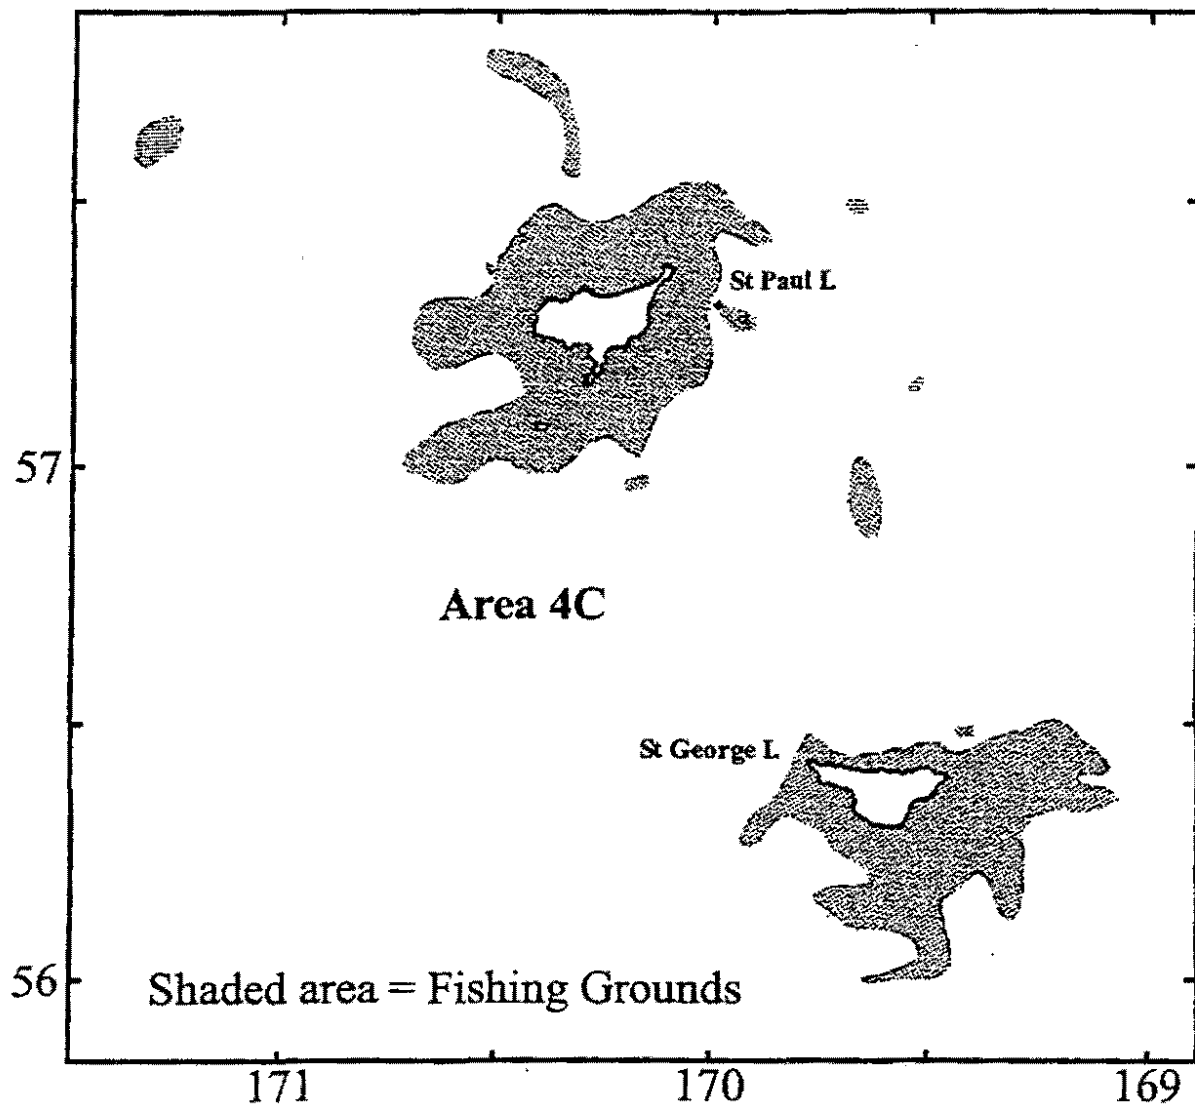 St Paul I.
57
Area 4C
St George I.
56
Shaded area = Fishing Grounds
171 170 169